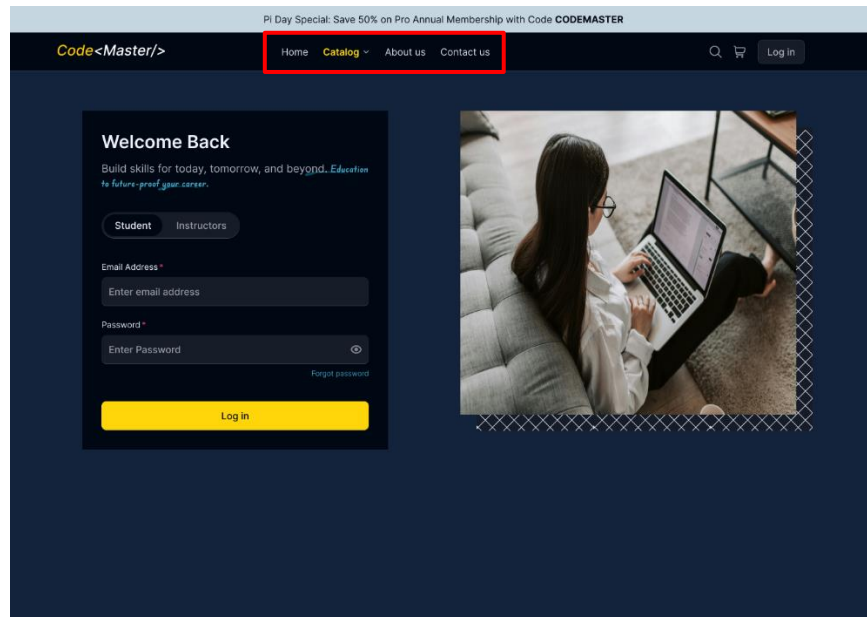 Pi Day Special: Save 50% on Pro Annual Membership with Code CODEMASTER
Code<Master/>
Home Catalog About us Contact us
Log in
Welcome Back
Build skills for today, tomorrow, and beyond. Education
to future-proof your career.
Student Instructors
Email Address *
Enter email address
Password *
Enter Password
Forgot password
Log in